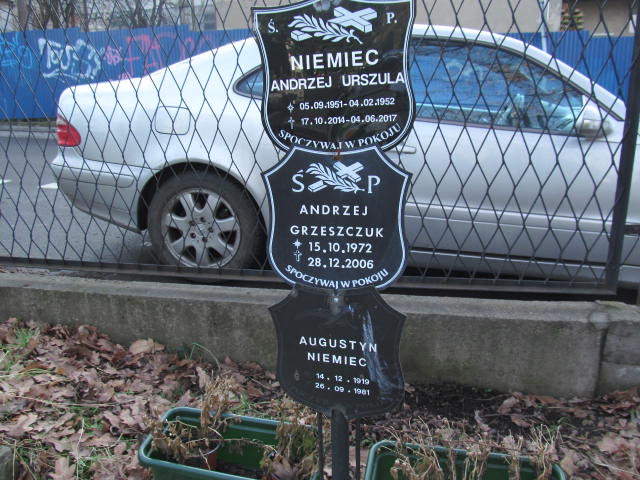 Ś. P.
NIEMIEC
ANDRZEJ URSZULA
05.09.1951-04.02.1952
17.10.2014-04.06.2017
SPOCZYWAJ W POKOJU
Ś P
ANDRZEJ
GRZESZCZUK
15.10.1972
28.12.2006
SPOCZYWAJ W POKOJU
AUGUSTYN
NIEMIEC
14.12.1919
26.09.1981